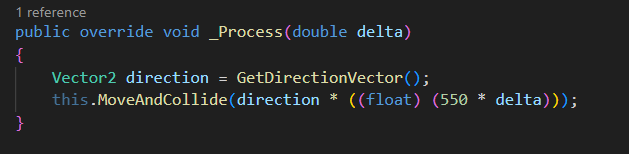 1 reference
public override void _Process(double delta)
{
    Vector2 direction = GetDirectionVector();
    this.MoveAndCollide(direction * ((float) (550 * delta)));
}